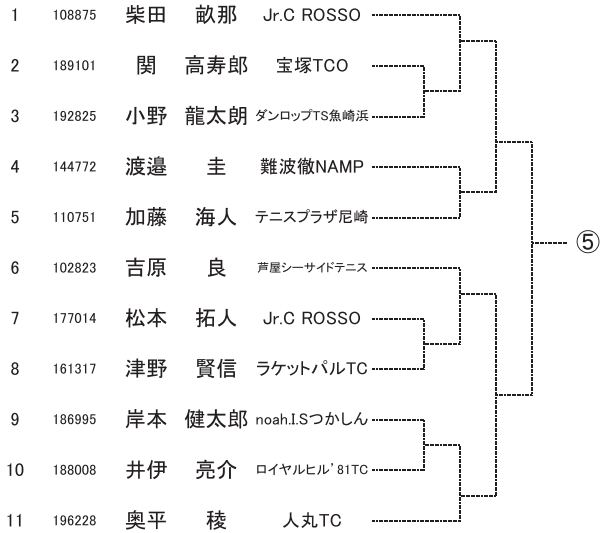 1 108875 柴田 畝那 Jr.C ROSSO
2 189101 関 高寿郎 宝塚TCO
3 192825 小野 龍太朗 ダンロップTS魚崎浜
4 144772 渡邉 圭 難波徹NAMP
5 110751 加藤 海人 テニスプラザ尼崎
⑤
6 102823 吉原 良 芦屋シーサイドテニス
7 177014 松本 拓人 Jr.C ROSSO
8 161317 津野 賢信 ラケットパルTC
9 186995 岸本 健太郎 noah.I.Sつかしん
10 188008 井伊 亮介 ロイヤルヒル’81TC
11 196228 奥平 稜 人丸TC